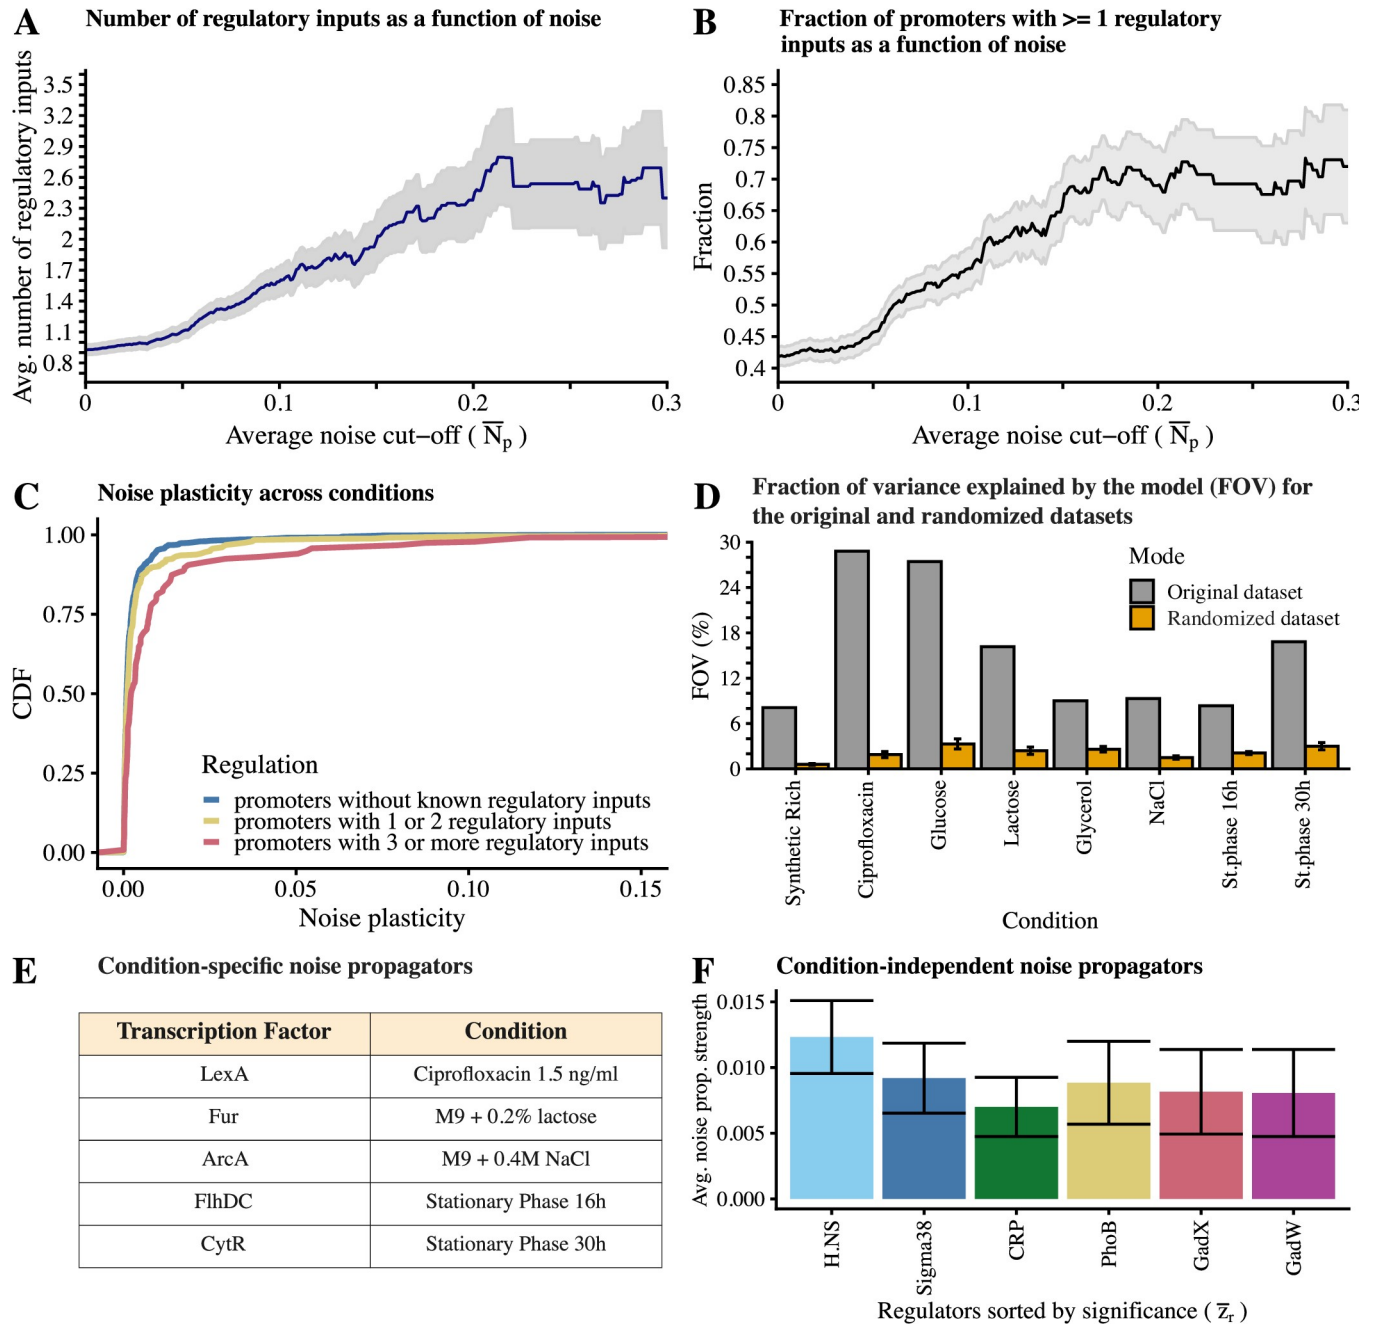 A
Number of regulatory inputs as a function of noise
Avg. number of regulatory inputs
3.5
3.2
2.9
2.6
2.3
2
1.7
1.4
1.1
0.8
0
0.1
0.2
0.3
Average noise cut−off ( N̅p )
B
Fraction of promoters with >= 1 regulatory
inputs as a function of noise
Fraction
0.85
0.8
0.75
0.7
0.65
0.6
0.55
0.5
0.45
0.4
0
0.1
0.2
0.3
Average noise cut−off ( N̅p )
C
Noise plasticity across conditions
CDF
1.00
0.75
0.50
0.25
0.00
Regulation
promoters without known regulatory inputs
promoters with 1 or 2 regulatory inputs
promoters with 3 or more regulatory inputs
0.00
0.05
0.10
0.15
Noise plasticity
D
Fraction of variance explained by the model (FOV) for
the original and randomized datasets
FOV (%)
30
24
18
12
6
0
Mode
Original dataset
Randomized dataset
Synthetic Rich
Ciprofloxacin
Glucose
Lactose
Glycerol
NaCl
St.phase 16h
St.phase 30h
Condition
E
Condition-specific noise propagators
Transcription Factor Condition
LexA Ciprofloxacin 1.5 ng/ml
Fur M9 + 0.2% lactose
ArcA M9 + 0.4M NaCl
FlhDC Stationary Phase 16h
CytR Stationary Phase 30h
F
Condition-independent noise propagators
Avg. noise prop. strength
0.015
0.010
0.005
0.000
H.NS
Sigma38
CRP
PhoB
GadX
GadW
Regulators sorted by significance ( z̅r )